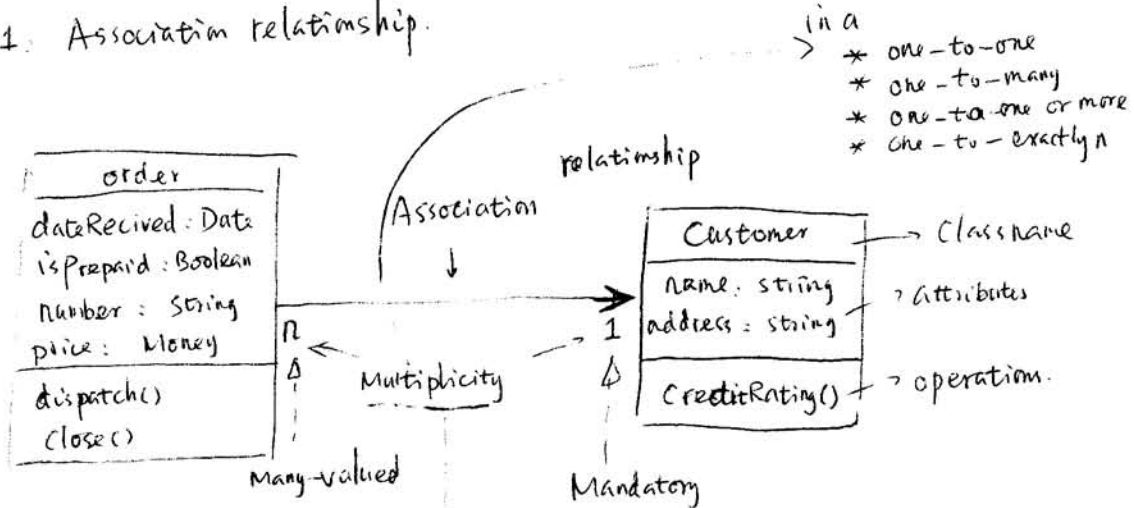 1. Association relationship.
in a
* one-to-one
* one-to-many
* one-to-one or more
* one-to-exactly n
relationship
Association
order
dateRecived: Date
isPrepaid: Boolean
number: String
price: Money
dispatch()
Close()
n
Multiplicity
1
Many-valued
Mandatory
Customer
name: string
address: string
CreditRating()
Classname
attributes
operations.